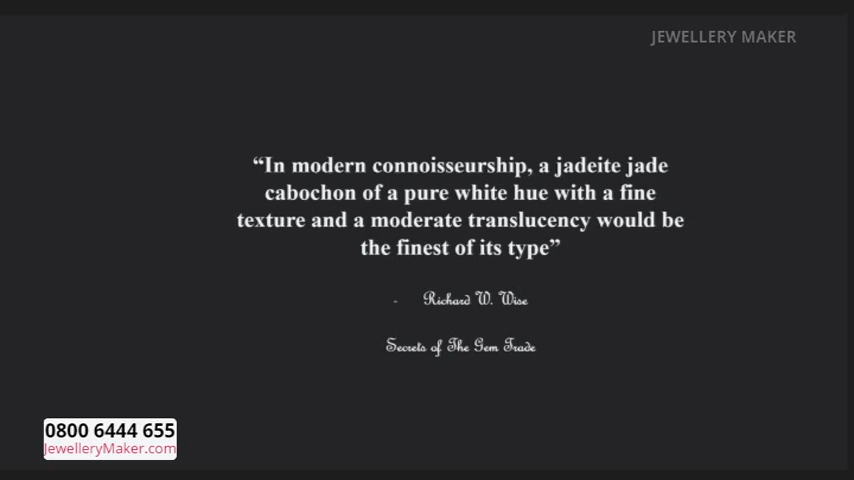 JEWELLERY MAKER
“In modern connoisseurship, a jadeite jade
cabochon of a pure white hue with a fine
texture and a moderate translucency would be
the finest of its type”
- Richard W. Wise
Secrets of The Gem Trade
0800 6444 655
JewelleryMaker.com